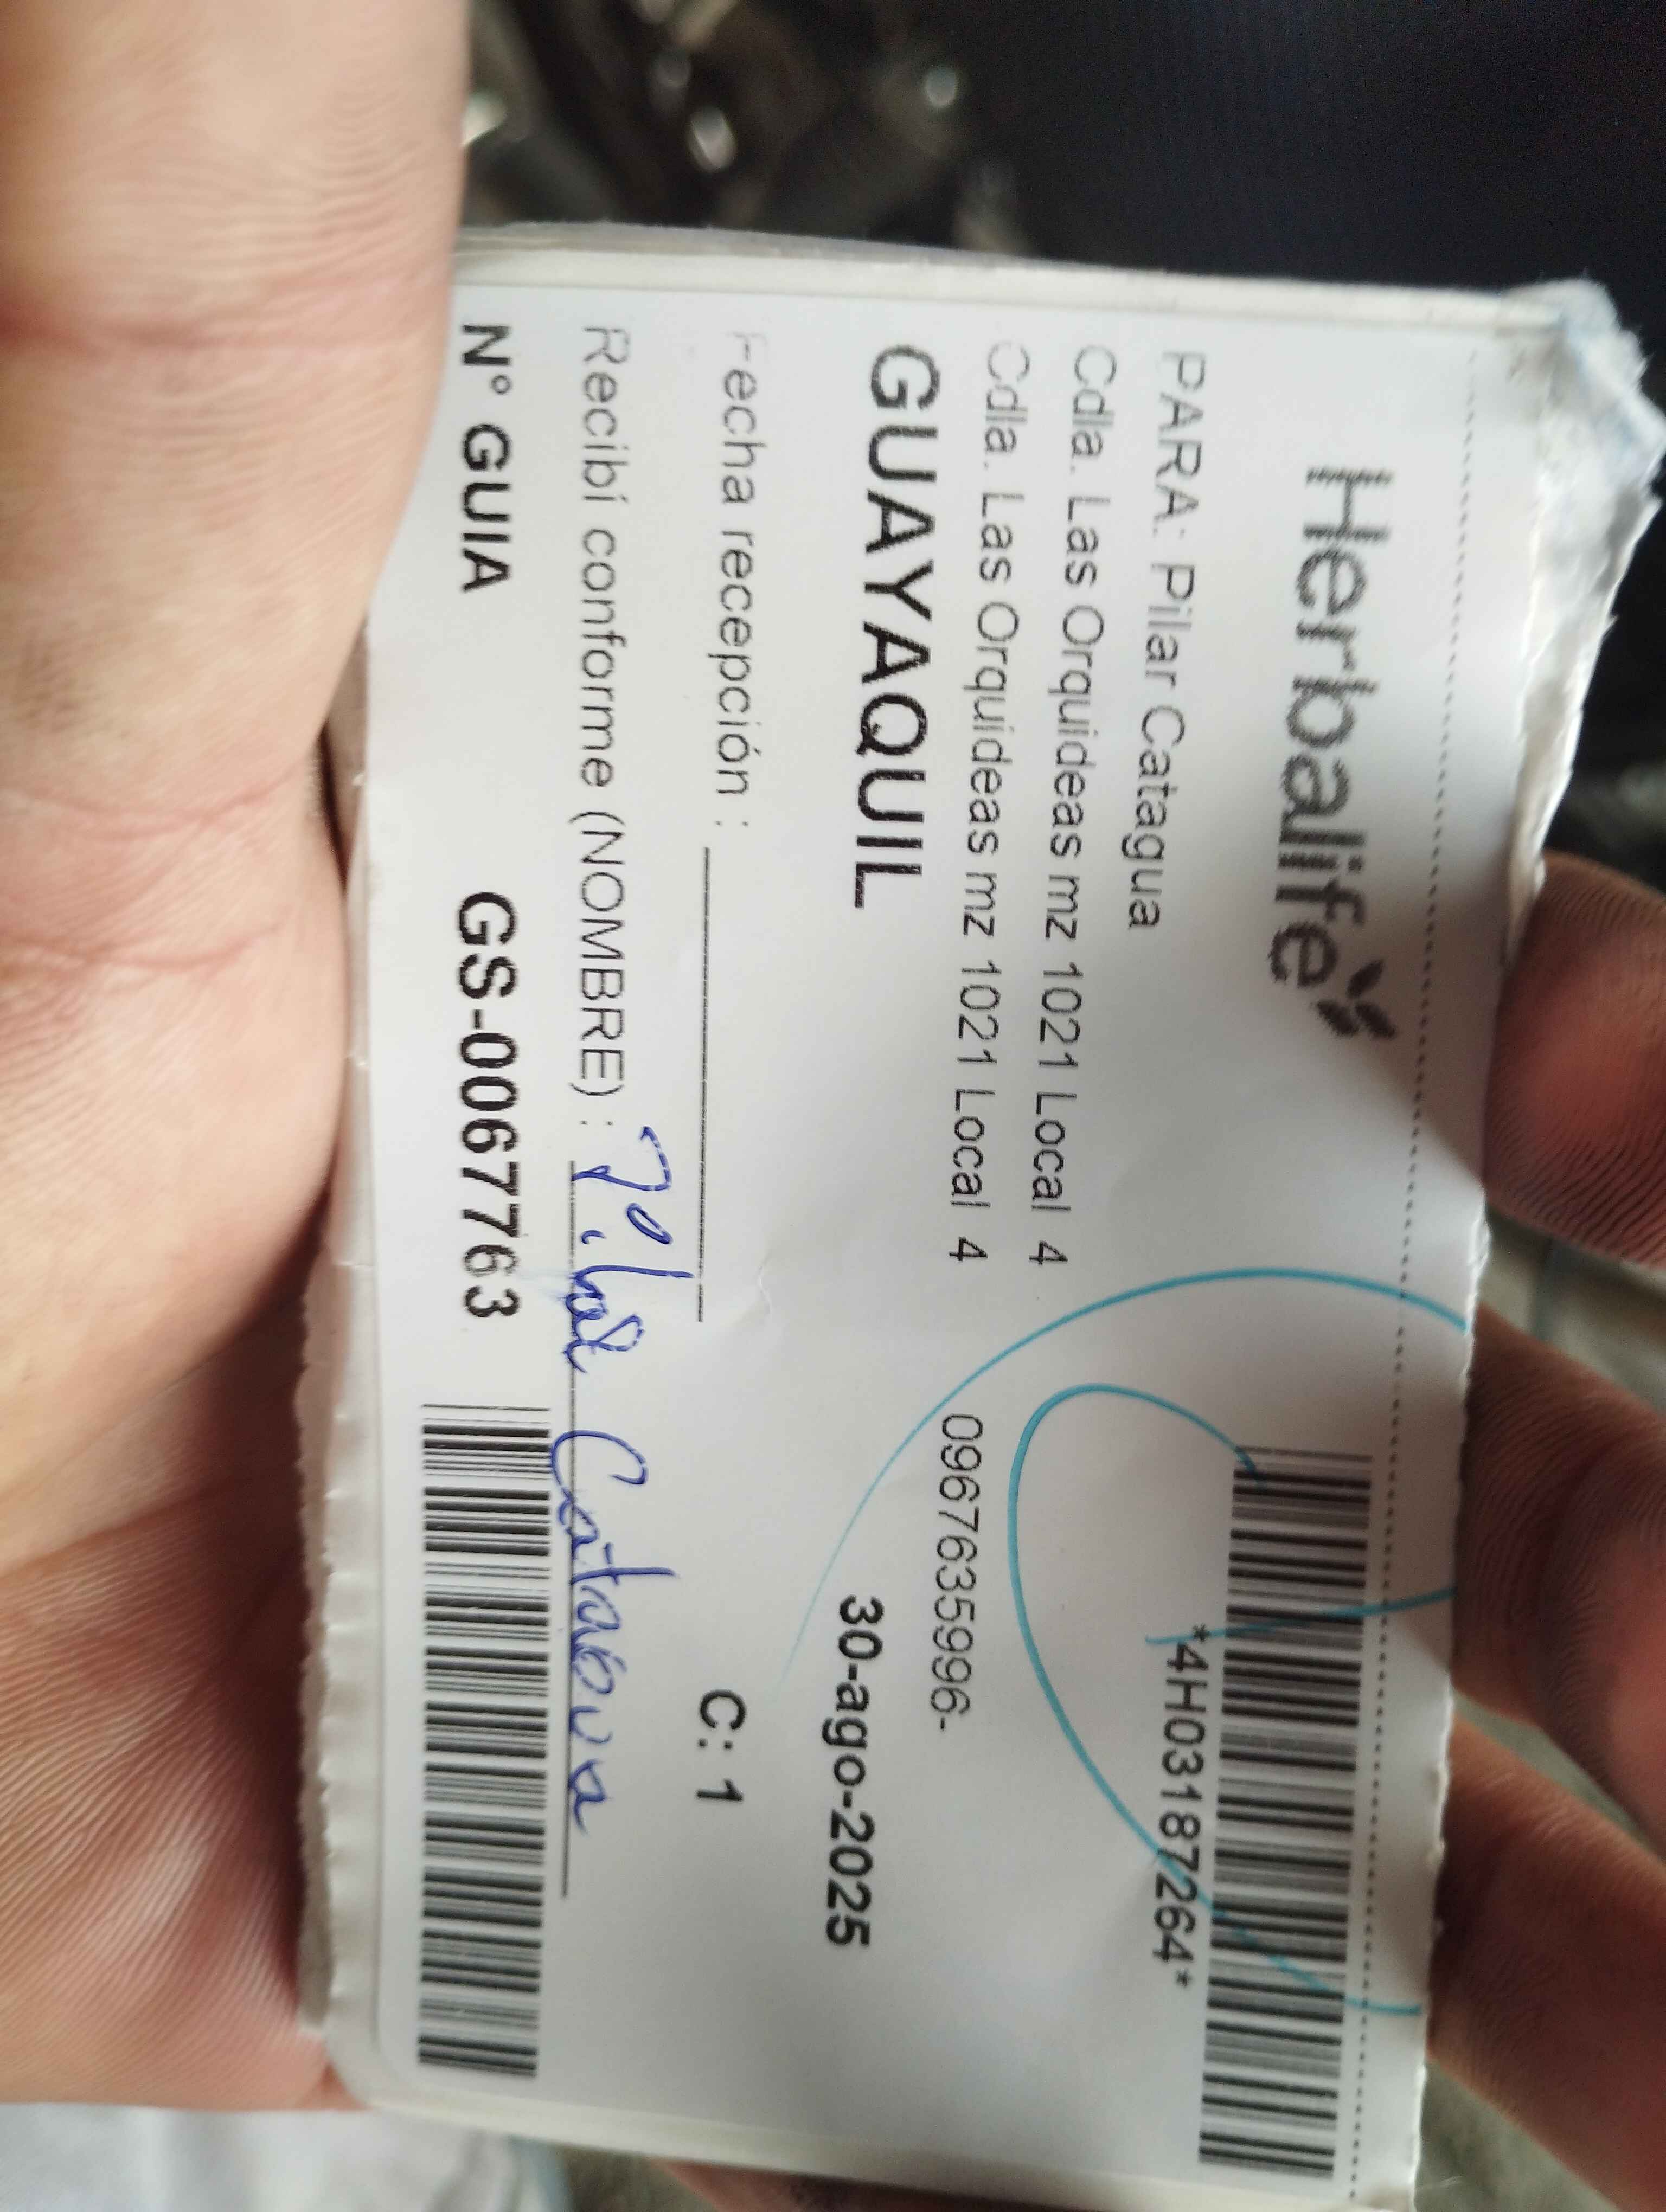 Herbalife
*4H03187264*
PARA: Pilar Catagua
Cdla. Las Orquideas mz 1021 Local 4
Cdla. Las Orquideas mz 1021 Local 4
0967635996-
GUAYAQUIL
30-ago-2025
Fecha recepción :
C: 1
Recibí conforme (NOMBRE) : Pilar Catagua
N° GUIA GS-0067763